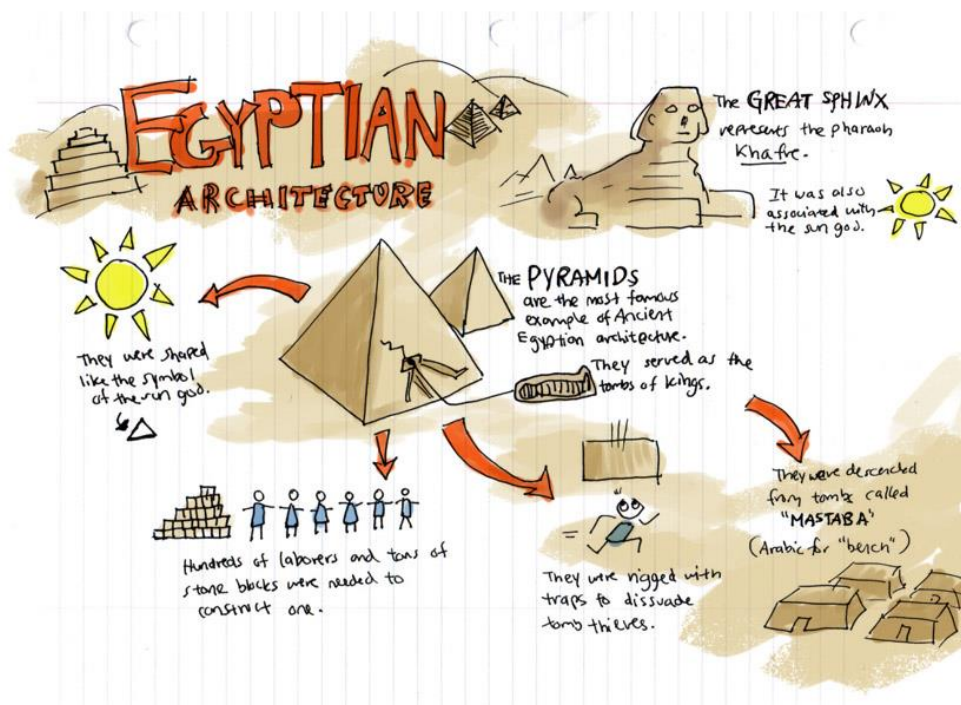 EGYPTIAN
ARCHITECTURE
The GREAT SPHINX
represents the pharaoh
Khafre.
It was also
associated with
the sun god.
THE PYRAMIDS
are the most famous
example of Ancient
Egyptian architecture.
They served as the
tombs of kings.
They were shaped
like the symbol
of the sun god.
Hundreds of laborers and tons of
stone blocks were needed to
construct one.
They were rigged with
traps to dissuade
tomb thieves.
They were descended
from tombs called
"MASTABA"
(Arabic for "bench")